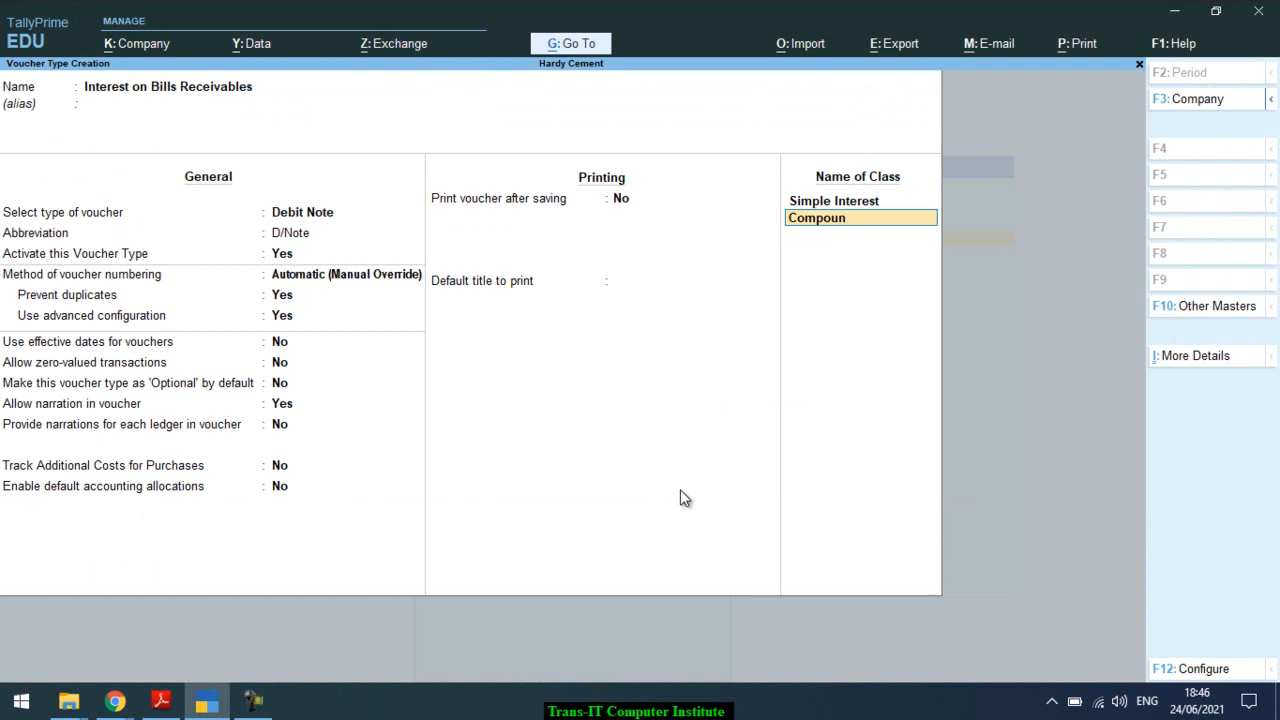 TallyPrime
EDU
MANAGE
K: Company
Y: Data
Z: Exchange
G: Go To
O: Import
E: Export
M: E-mail
P: Print
F1: Help
Voucher Type Creation
Hardy Cement
Name : Interest on Bills Receivables
(alias) :
General
Select type of voucher : Debit Note
Abbreviation : D/Note
Activate this Voucher Type : Yes
Method of voucher numbering : Automatic (Manual Override)
Prevent duplicates : Yes
Use advanced configuration : Yes
Use effective dates for vouchers : No
Allow zero-valued transactions : No
Make this voucher type as 'Optional' by default : No
Allow narration in voucher : Yes
Provide narrations for each ledger in voucher : No
Track Additional Costs for Purchases : No
Enable default accounting allocations : No
Printing
Print voucher after saving : No
Default title to print :
Name of Class
Simple Interest
Compoun
F2: Period
F3: Company
F4
F5
F6
F7
F8
F9
F10: Other Masters
I: More Details
F12: Configure
ENG
18:46
24/06/2021
Trans-IT Computer Institute